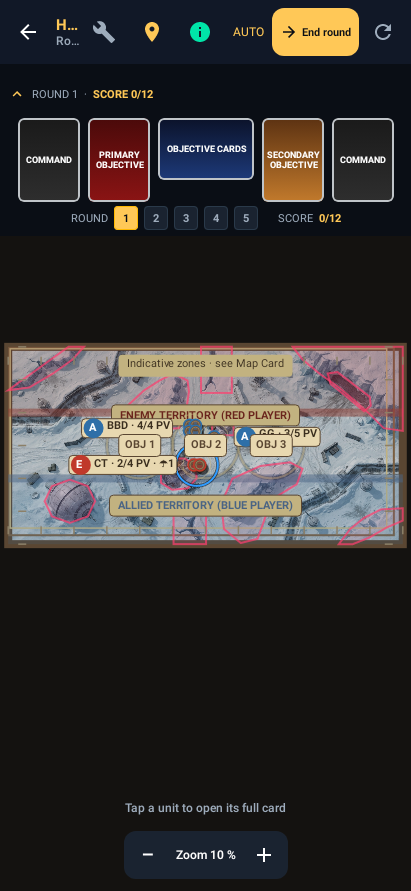 H...
Ro...
AUTO
End round
ROUND 1 · SCORE 0/12
COMMAND
PRIMARY
OBJECTIVE
OBJECTIVE CARDS
SECONDARY
OBJECTIVE
COMMAND
ROUND 1 2 3 4 5 SCORE 0/12
Indicative zones · see Map Card
ENEMY TERRITORY (RED PLAYER)
A BBD · 4/4 PV
A GG · 3/5 PV
OBJ 1 OBJ 2 OBJ 3
E CT · 2/4 PV · ☂1
ALLIED TERRITORY (BLUE PLAYER)
Tap a unit to open its full card
− Zoom 10 % +